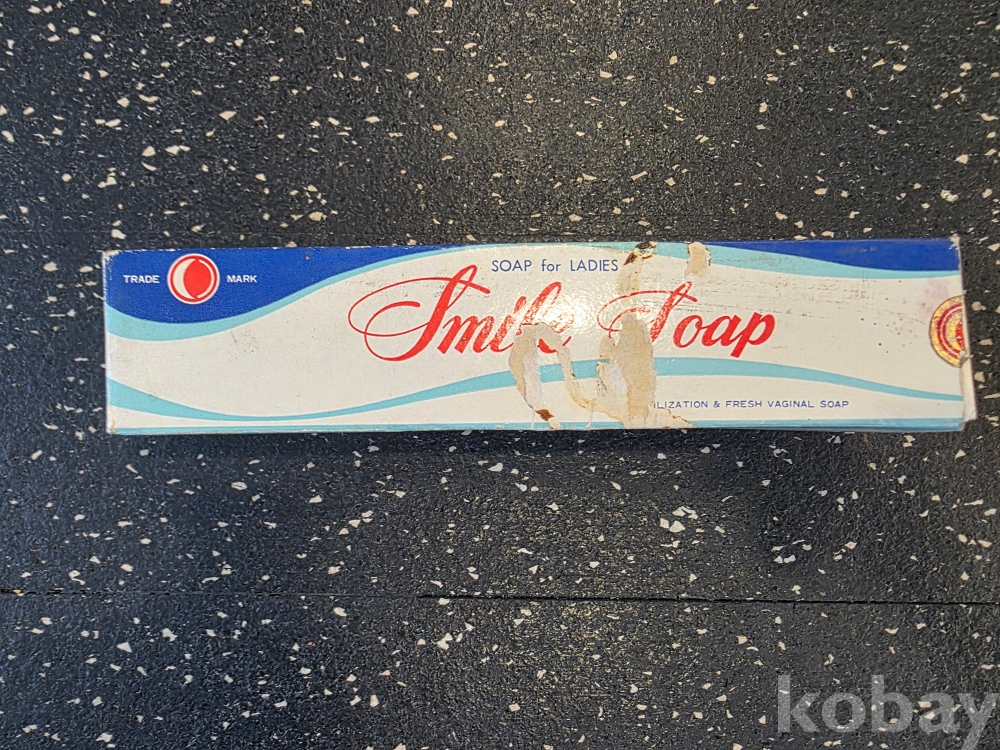 SOAP for LADIES
TRADE MARK
Smile Soap
& FRESH VAGINAL SOAP
kobay